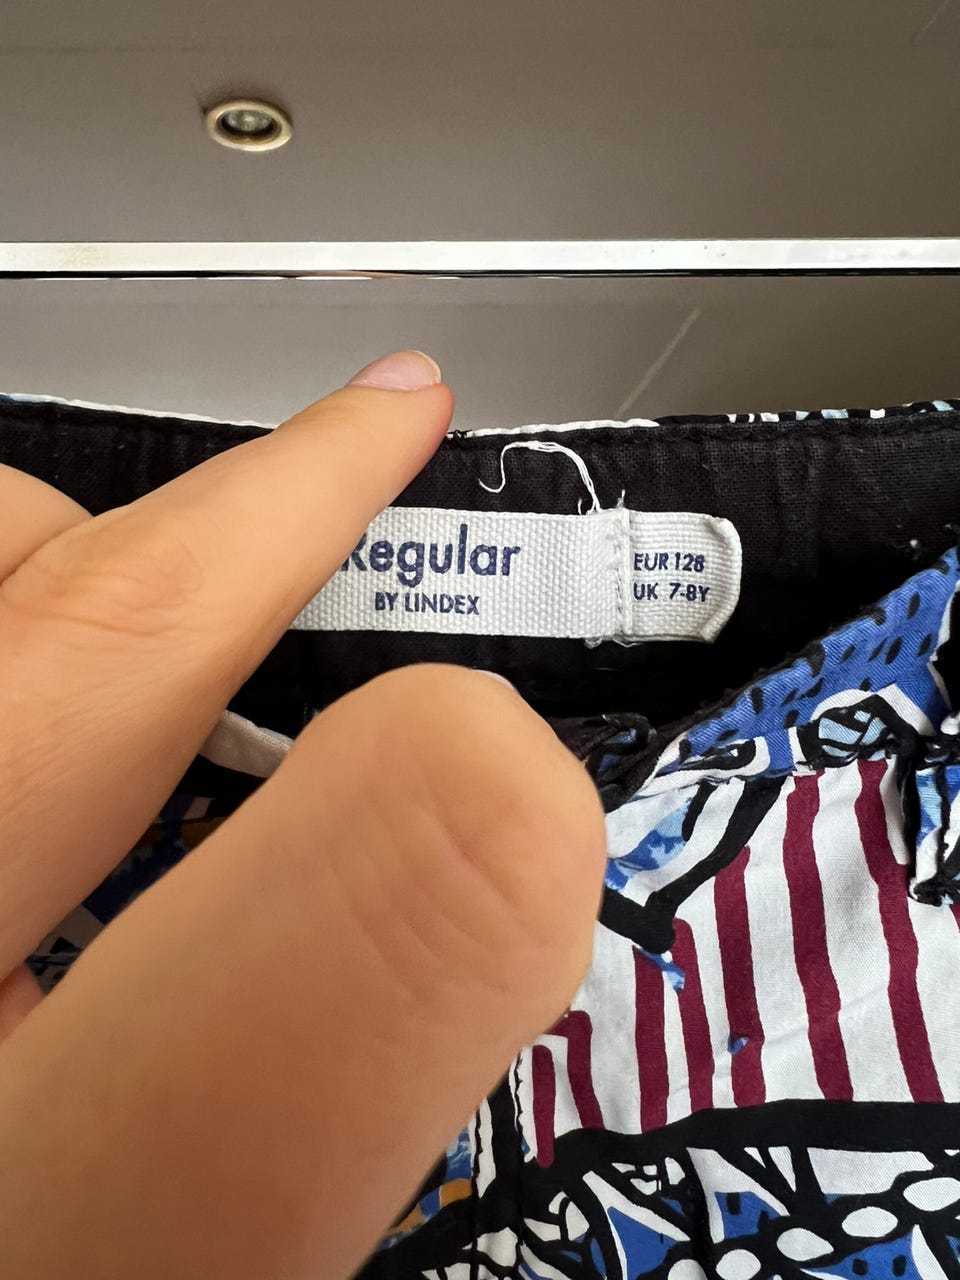 Regular
BY LINDEX
EUR 128
UK 7-8Y